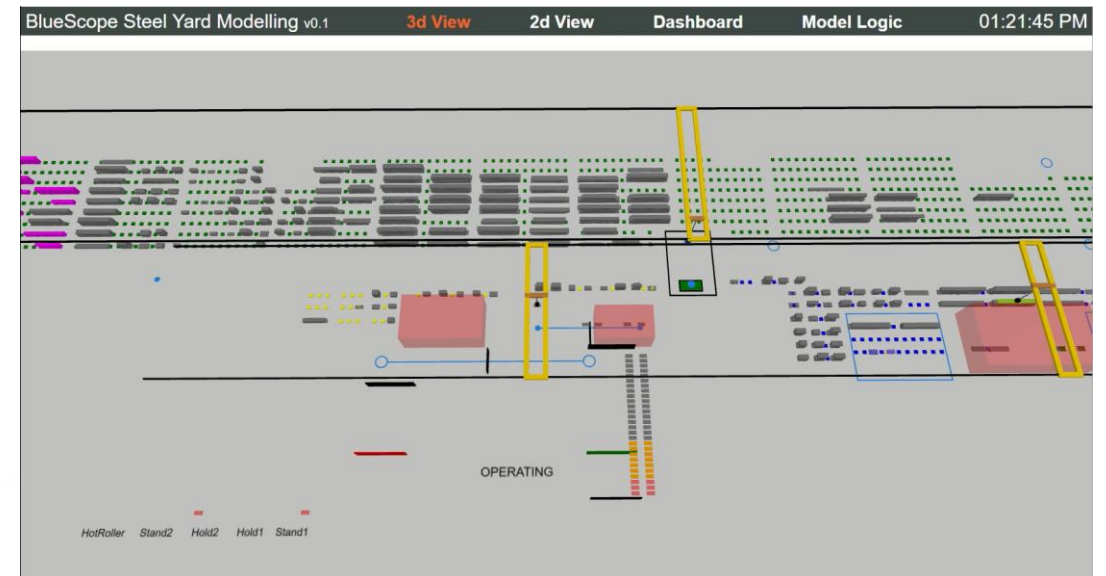 BlueScope Steel Yard Modelling v0.1 3d View 2d View Dashboard Model Logic 01:21:45 PM
OPERATING
HotRoller Stand2 Hold2 Hold1 Stand1